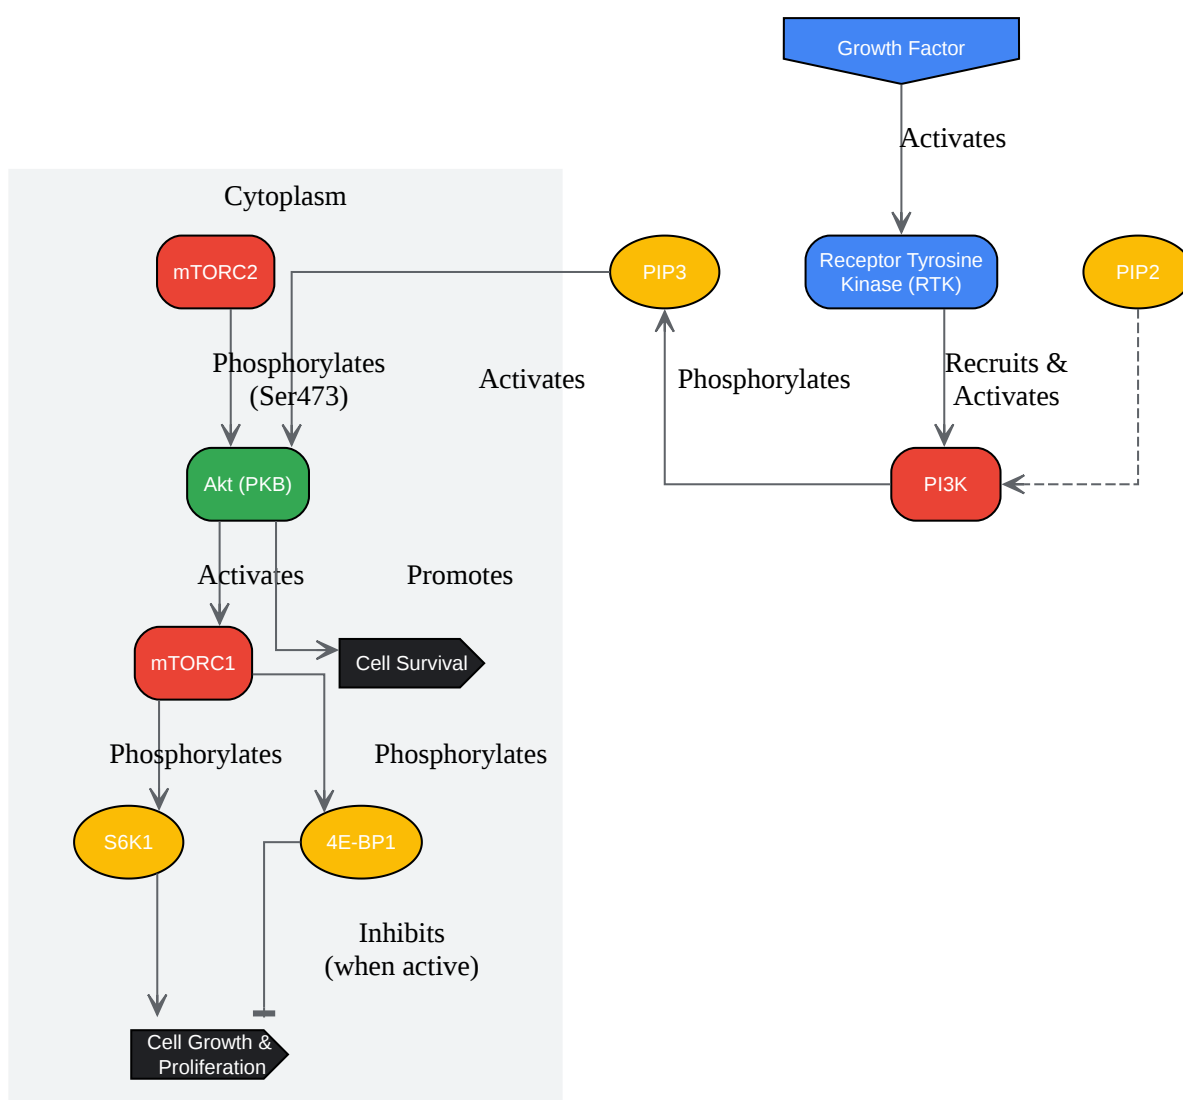 Growth Factor
Activates
Cytoplasm
mTORC2
PIP3
Receptor Tyrosine
Kinase (RTK)
PIP2
Phosphorylates
(Ser473)
Activates
Phosphorylates
Recruits &
Activates
Akt (PKB)
PI3K
Activates
Promotes
mTORC1
Cell Survival
Phosphorylates
Phosphorylates
S6K1
4E-BP1
Inhibits
(when active)
Cell Growth &
Proliferation